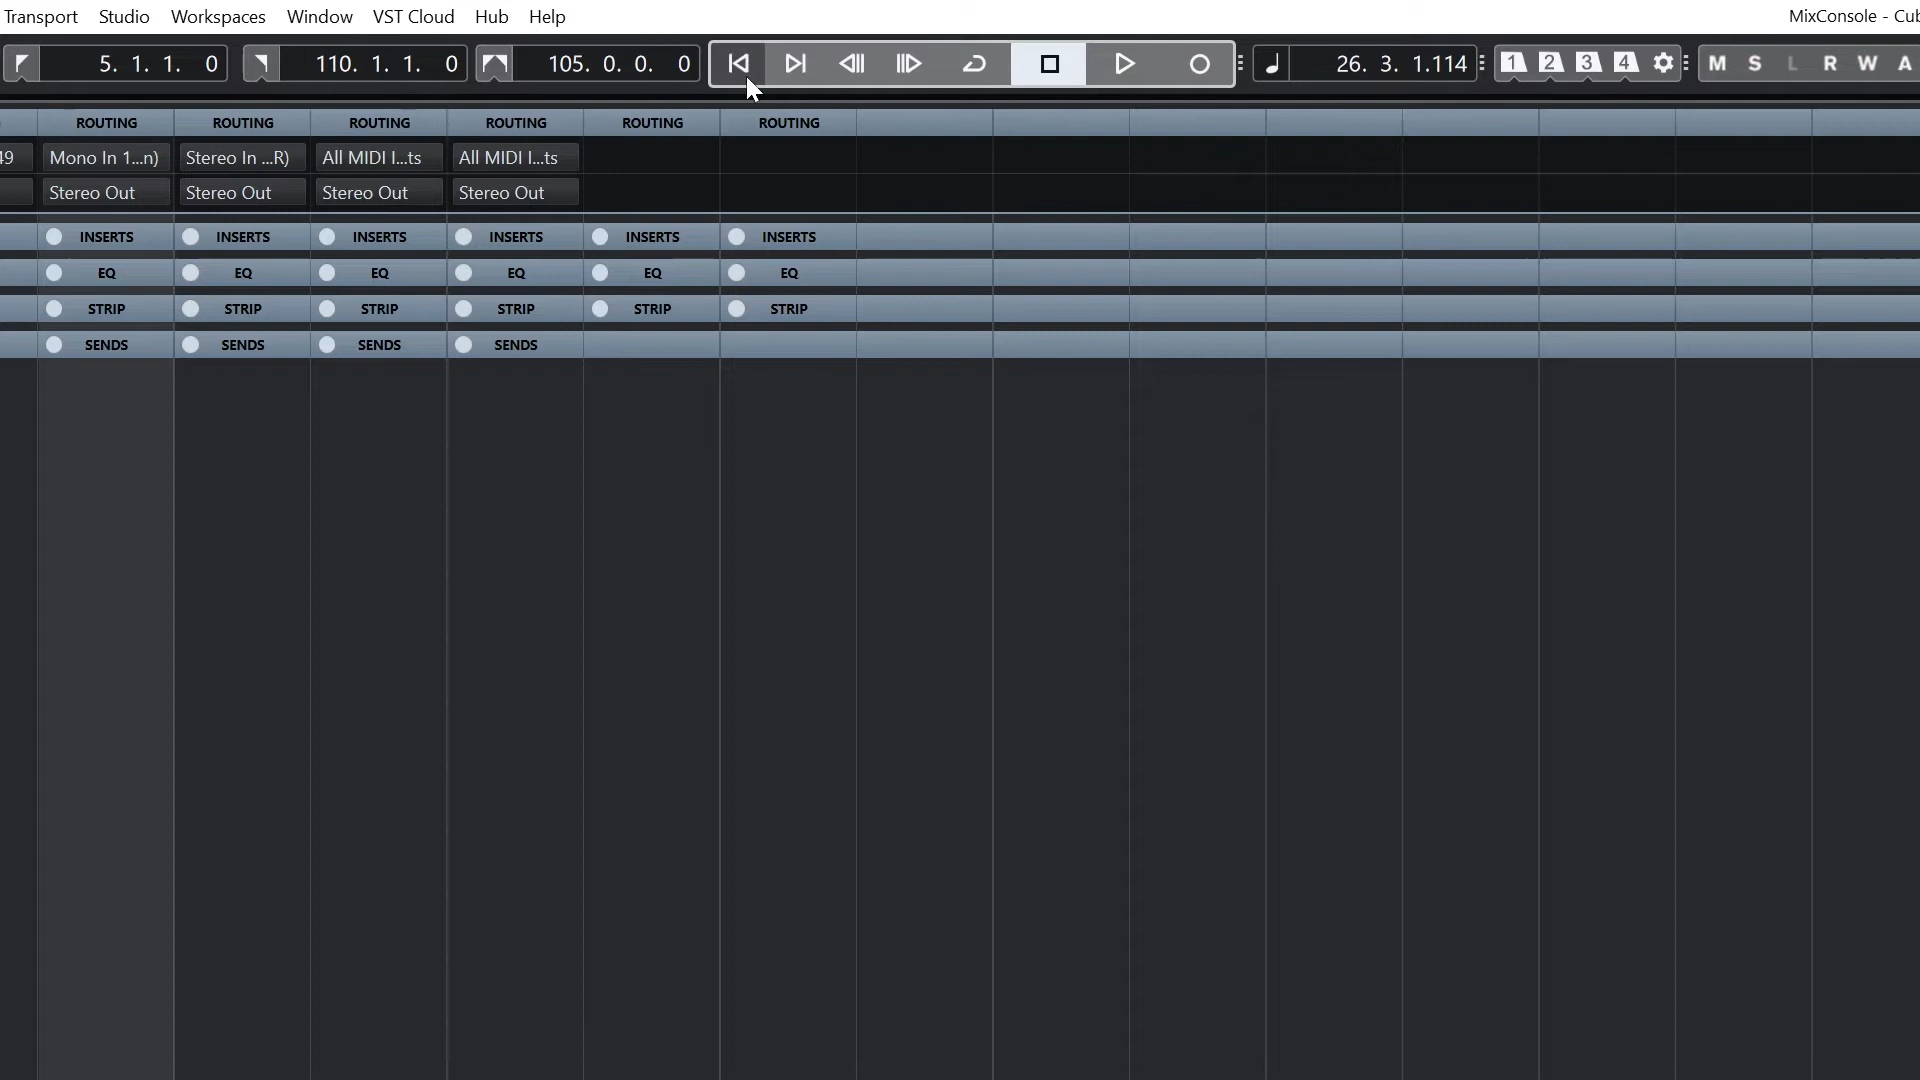 Transport Studio Workspaces Window VST Cloud Hub Help MixConsole - Cub
5. 1. 1. 0 110. 1. 1. 0 105. 0. 0. 0 26. 3. 1.114 1 2 3 4 M S L R W A
ROUTING ROUTING ROUTING ROUTING ROUTING ROUTING
49 Mono In 1...n) Stereo In ...R) All MIDI I...ts All MIDI I...ts
Stereo Out Stereo Out Stereo Out Stereo Out
INSERTS INSERTS INSERTS INSERTS INSERTS INSERTS
EQ EQ EQ EQ EQ EQ
STRIP STRIP STRIP STRIP STRIP STRIP
SENDS SENDS SENDS SENDS